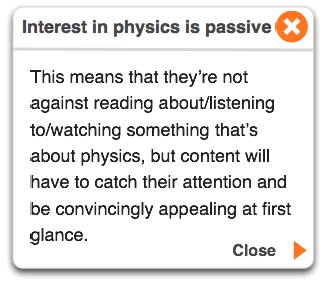 Interest in physics is passive
This means that they’re not
against reading about/listening
to/watching something that’s
about physics, but content will
have to catch their attention and
be convincingly appealing at first
glance.
Close